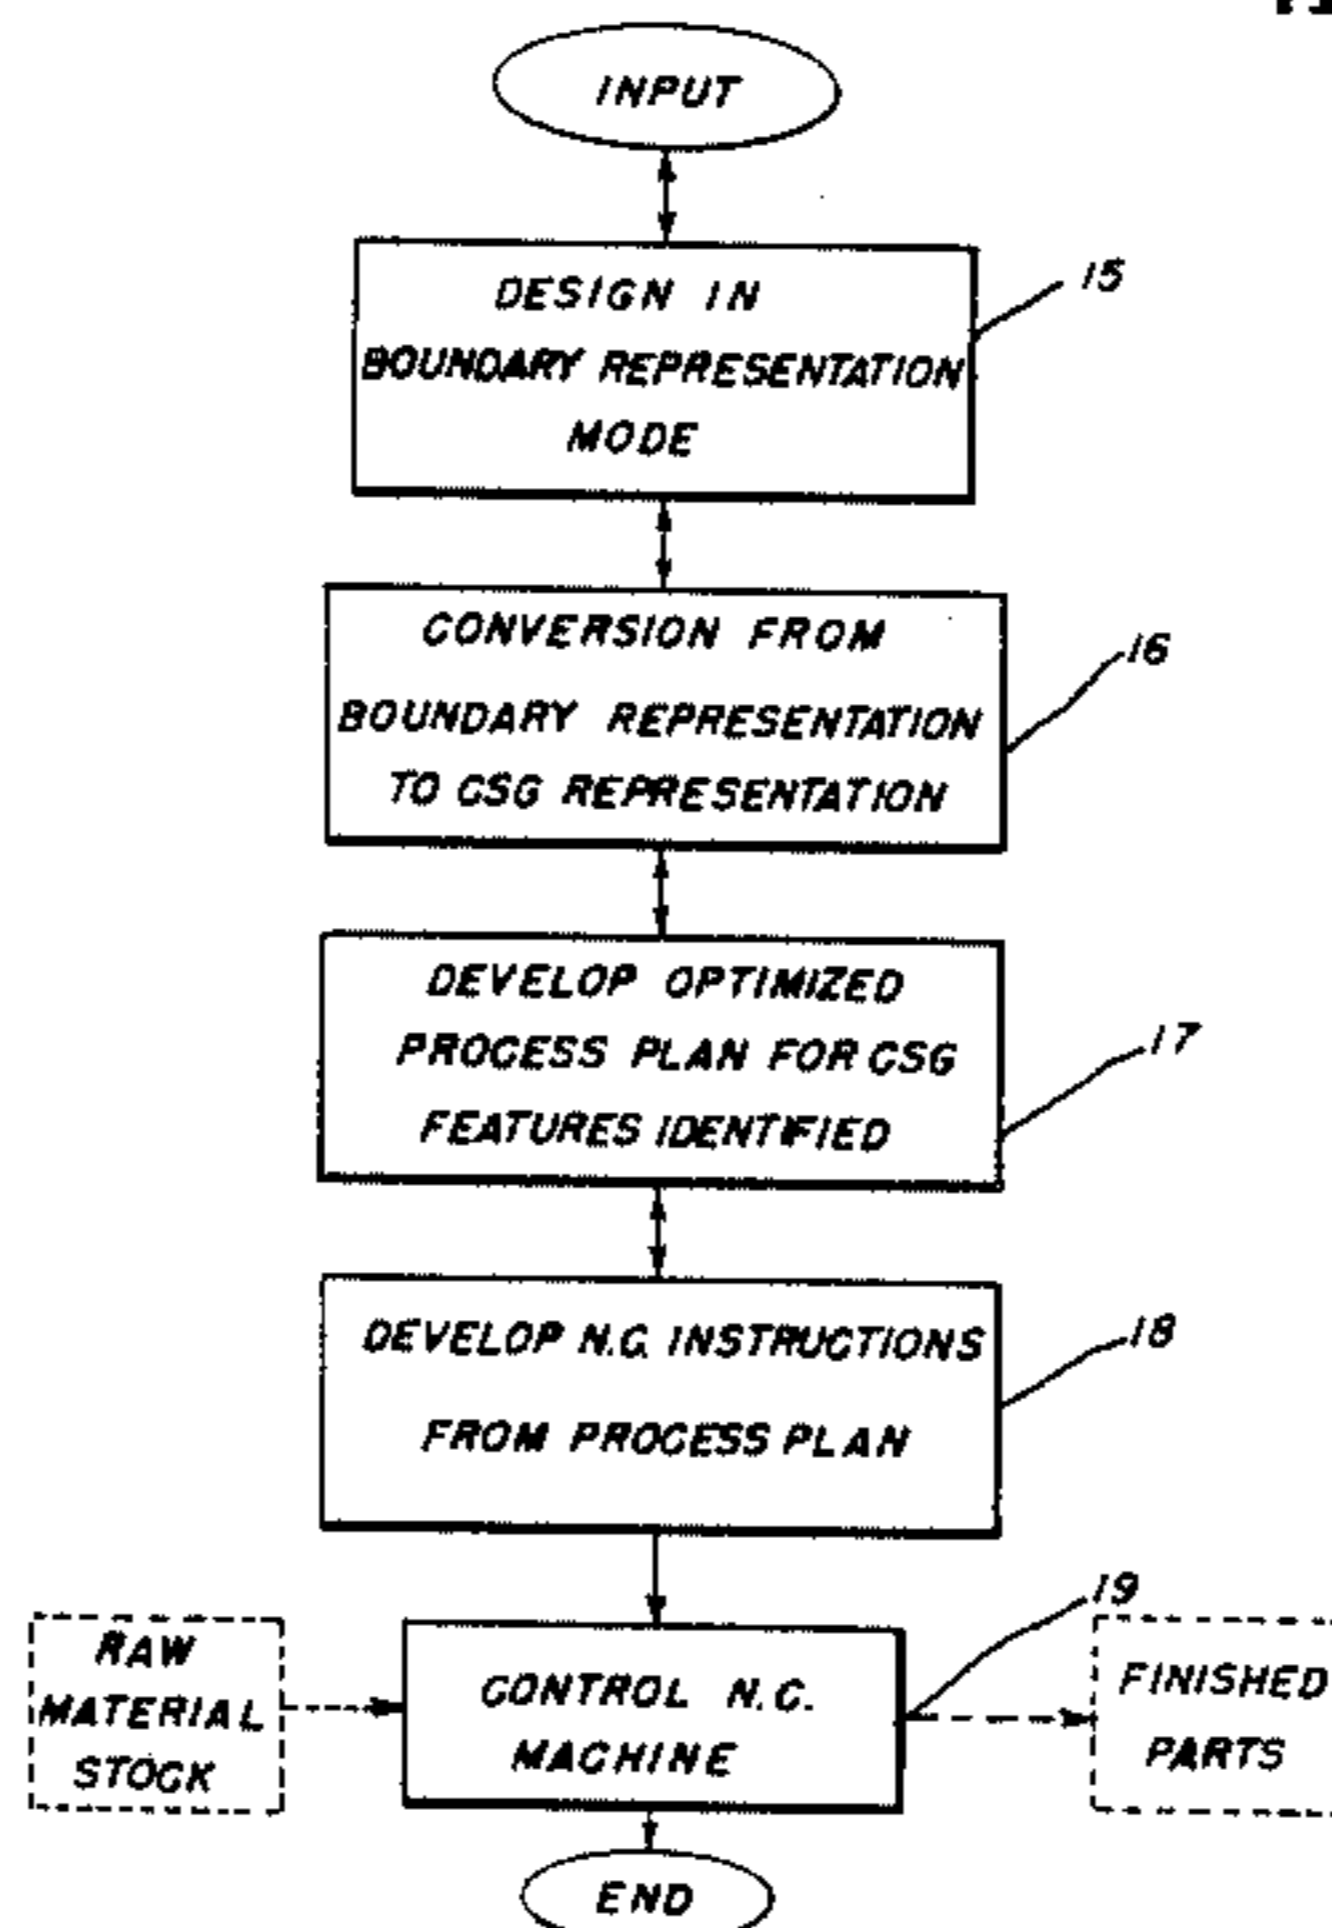 INPUT
DESIGN IN
BOUNDARY REPRESENTATION
MODE
15
CONVERSION FROM
BOUNDARY REPRESENTATION
TO CSG REPRESENTATION
16
DEVELOP OPTIMIZED
PROCESS PLAN FOR CSG
FEATURES IDENTIFIED
17
DEVELOP N.C. INSTRUCTIONS
FROM PROCESS PLAN
18
RAW
MATERIAL
STOCK
CONTROL N.C.
MACHINE
19
FINISHED
PARTS
END